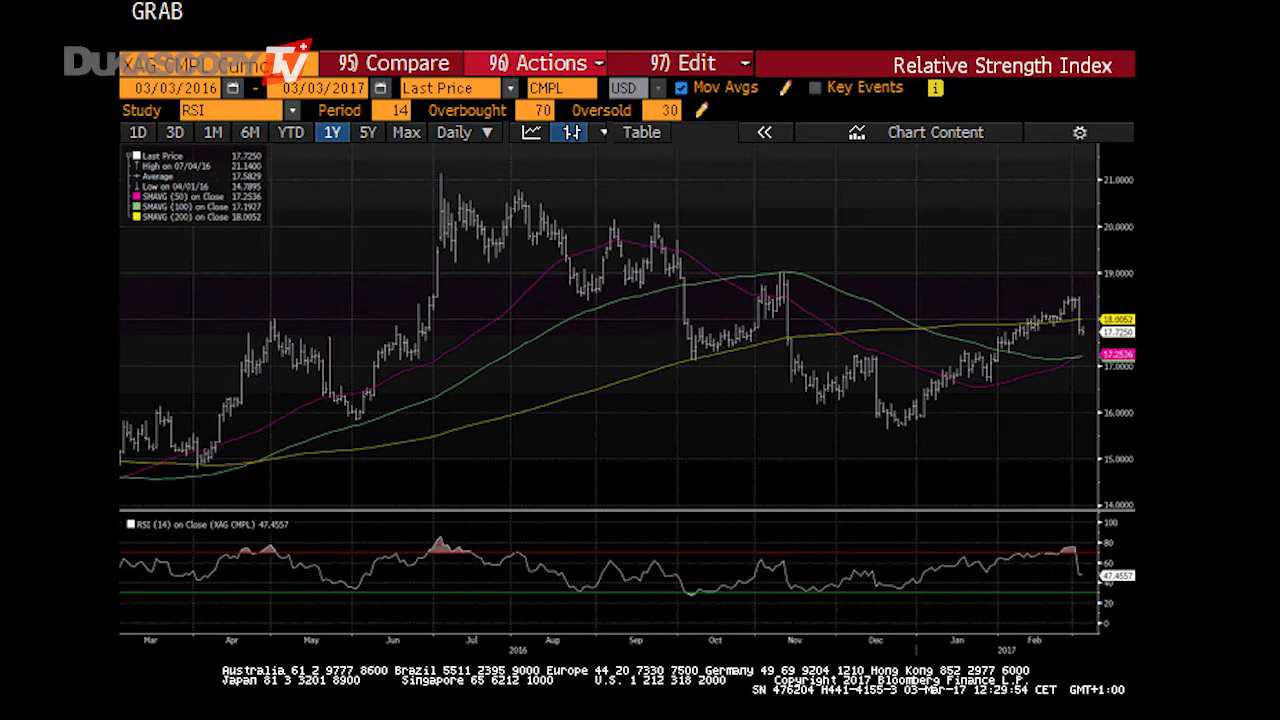 GRAB
DUKASCOPY TV
XAG CMPL Curnc 95) Compare 96) Actions 97) Edit Relative Strength Index
03/03/2016 - 03/03/2017 Last Price CMPL USD Mov Avgs Key Events i
Study RSI Period 14 Overbought 70 Oversold 30
1D 3D 1M 6M YTD 1Y 5Y Max Daily ▼ Table « Chart Content
Last Price 17.7250
High on 07/04/16 21.1400
Average 17.5829
Low on 04/01/16 14.7895
SMAVG (50) on Close 17.2536
SMAVG (100) on Close 17.1927
SMAVG (200) on Close 18.0052
21.0000
20.0000
19.0000
18.0052
17.7250
17.2536
17.0000
16.0000
15.0000
14.0000
RSI (14) on Close (XAG CMPL) 47.4557
100
80
60
47.4557
40
20
0
Mar Apr May Jun Jul Aug Sep Oct Nov Dec Jan Feb
2016 2017
Australia 61 2 9777 8600 Brazil 5511 2395 9000 Europe 44 20 7330 7500 Germany 49 69 9204 1210 Hong Kong 852 2977 6000
Japan 81 3 3201 8900 Singapore 65 6212 1000 U.S. 1 212 318 2000 Copyright 2017 Bloomberg Finance L.P.
SN 476204 H441-4155-3 03-Mar-17 12:29:54 CET GMT+1:00